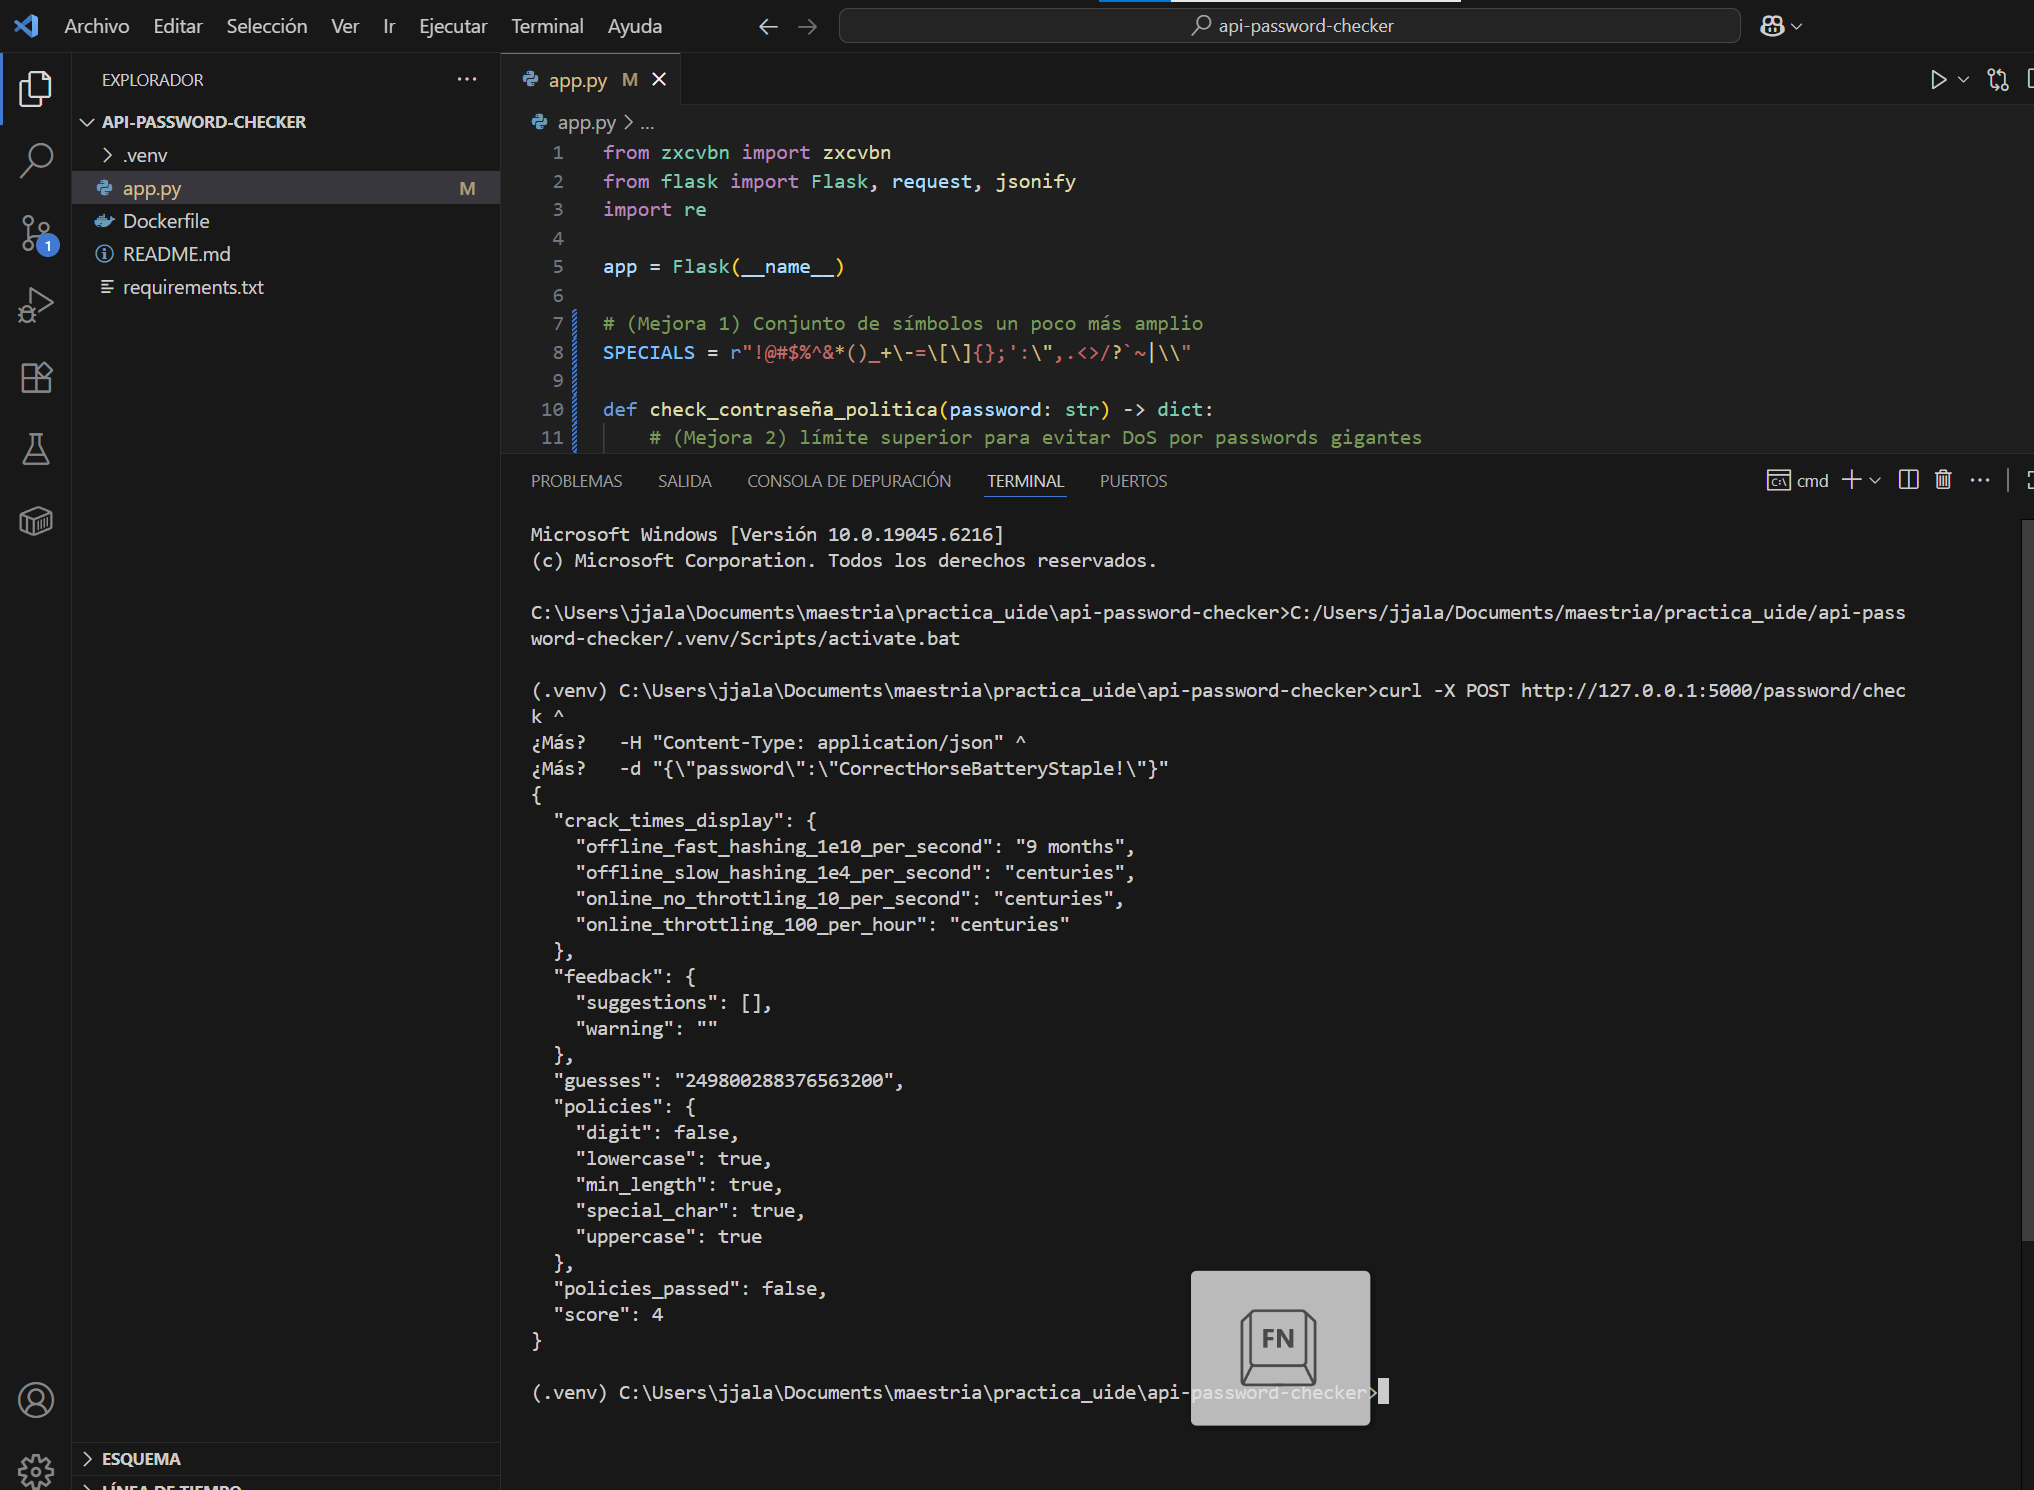 Archivo Editar Selección Ver Ir Ejecutar Terminal Ayuda
api-password-checker
EXPLORADOR
API-PASSWORD-CHECKER
.venv
app.py M
Dockerfile
README.md
requirements.txt
1
ESQUEMA
LÍNEA DE TIEMPO
app.py M
app.py > ...
1 from zxcvbn import zxcvbn
2 from flask import Flask, request, jsonify
3 import re
4
5 app = Flask(__name__)
6
7 # (Mejora 1) Conjunto de símbolos un poco más amplio
8 SPECIALS = r"!@#$%^&*()_+\-=\[\]{};':\",.<>/?`~|\\"
9
10 def check_contraseña_politica(password: str) -> dict:
11 # (Mejora 2) límite superior para evitar DoS por passwords gigantes
PROBLEMAS SALIDA CONSOLA DE DEPURACIÓN TERMINAL PUERTOS
cmd
Microsoft Windows [Versión 10.0.19045.6216]
(c) Microsoft Corporation. Todos los derechos reservados.
C:\Users\jjala\Documents\maestria\practica_uide\api-password-checker>C:/Users/jjala/Documents/maestria/practica_uide/api-pass
word-checker/.venv/Scripts/activate.bat
(.venv) C:\Users\jjala\Documents\maestria\practica_uide\api-password-checker>curl -X POST http://127.0.0.1:5000/password/chec
k ^
¿Más?   -H "Content-Type: application/json" ^
¿Más?   -d "{\"password\":\"CorrectHorseBatteryStaple!\"}"
{
  "crack_times_display": {
    "offline_fast_hashing_1e10_per_second": "9 months",
    "offline_slow_hashing_1e4_per_second": "centuries",
    "online_no_throttling_10_per_second": "centuries",
    "online_throttling_100_per_hour": "centuries"
  },
  "feedback": {
    "suggestions": [],
    "warning": ""
  },
  "guesses": "249800288376563200",
  "policies": {
    "digit": false,
    "lowercase": true,
    "min_length": true,
    "special_char": true,
    "uppercase": true
  },
  "policies_passed": false,
  "score": 4
}
(.venv) C:\Users\jjala\Documents\maestria\practica_uide\api-password-checker>
FN